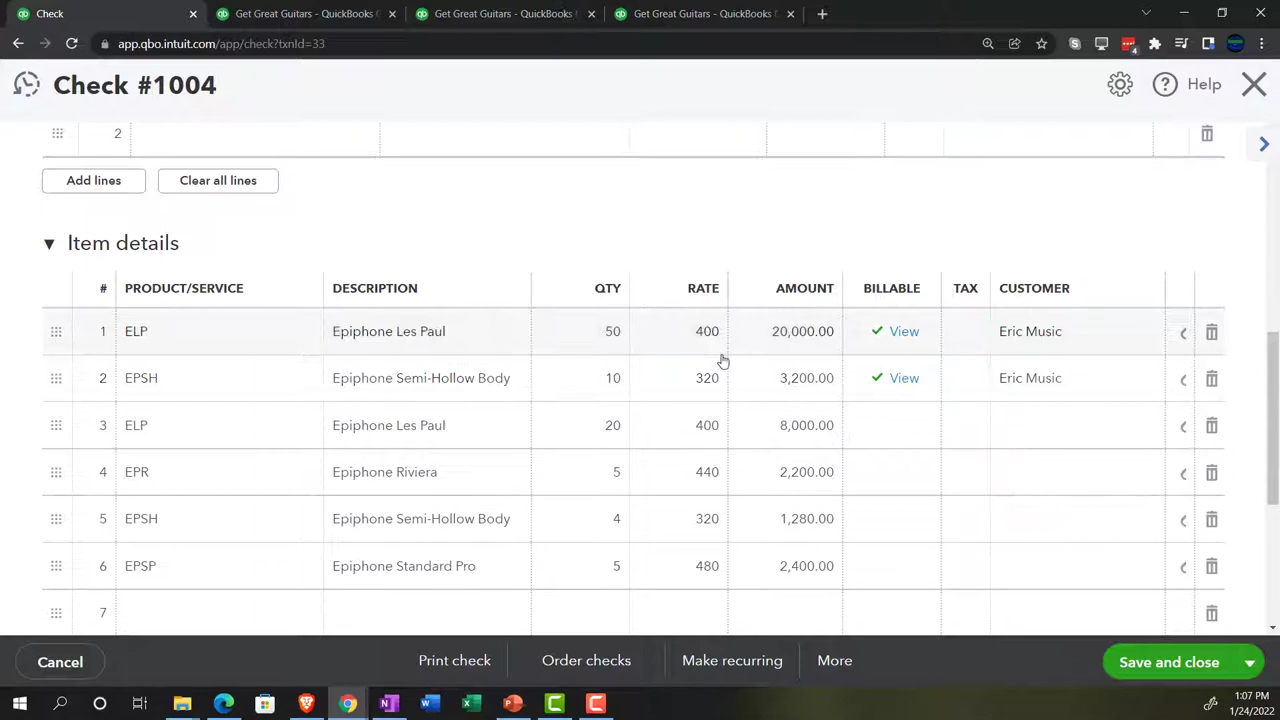 Check
Get Great Guitars - QuickBooks
Get Great Guitars - QuickBooks
Get Great Guitars - QuickBooks
app.qbo.intuit.com/app/check?txnId=33
4
Check #1004
Help
2
Add lines Clear all lines
Item details
# PRODUCT/SERVICE DESCRIPTION QTY RATE AMOUNT BILLABLE TAX CUSTOMER
1 ELP Epiphone Les Paul 50 400 20,000.00 View Eric Music
2 EPSH Epiphone Semi-Hollow Body 10 320 3,200.00 View Eric Music
3 ELP Epiphone Les Paul 20 400 8,000.00
4 EPR Epiphone Riviera 5 440 2,200.00
5 EPSH Epiphone Semi-Hollow Body 4 320 1,280.00
6 EPSP Epiphone Standard Pro 5 480 2,400.00
7
Cancel Print check Order checks Make recurring More Save and close
1:07 PM
1/24/2022